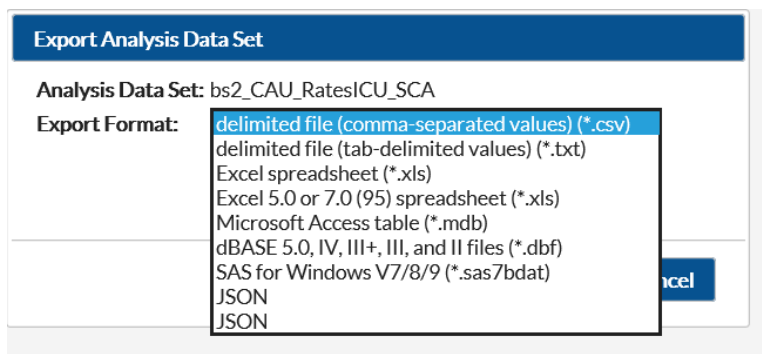 Export Analysis Data Set
Analysis Data Set: bs2_CAU_RatesICU_SCA
Export Format:
delimited file (comma-separated values) (*.csv)
delimited file (tab-delimited values) (*.txt)
Excel spreadsheet (*.xls)
Excel 5.0 or 7.0 (95) spreadsheet (*.xls)
Microsoft Access table (*.mdb)
dBASE 5.0, IV, III+, III, and II files (*.dbf)
SAS for Windows V7/8/9 (*.sas7bdat)
JSON
JSON